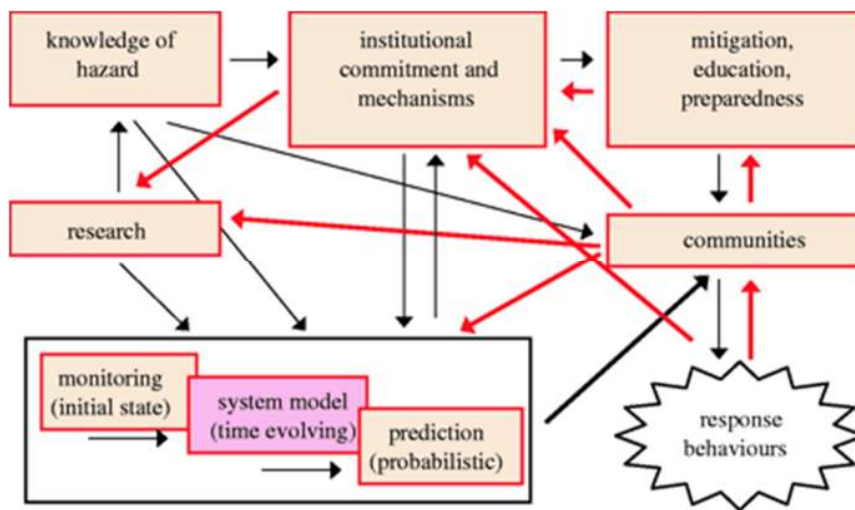 knowledge of
hazard
institutional
commitment and
mechanisms
mitigation,
education,
preparedness
research
communities
monitoring
(initial state)
system model
(time evolving)
prediction
(probabilistic)
response
behaviours